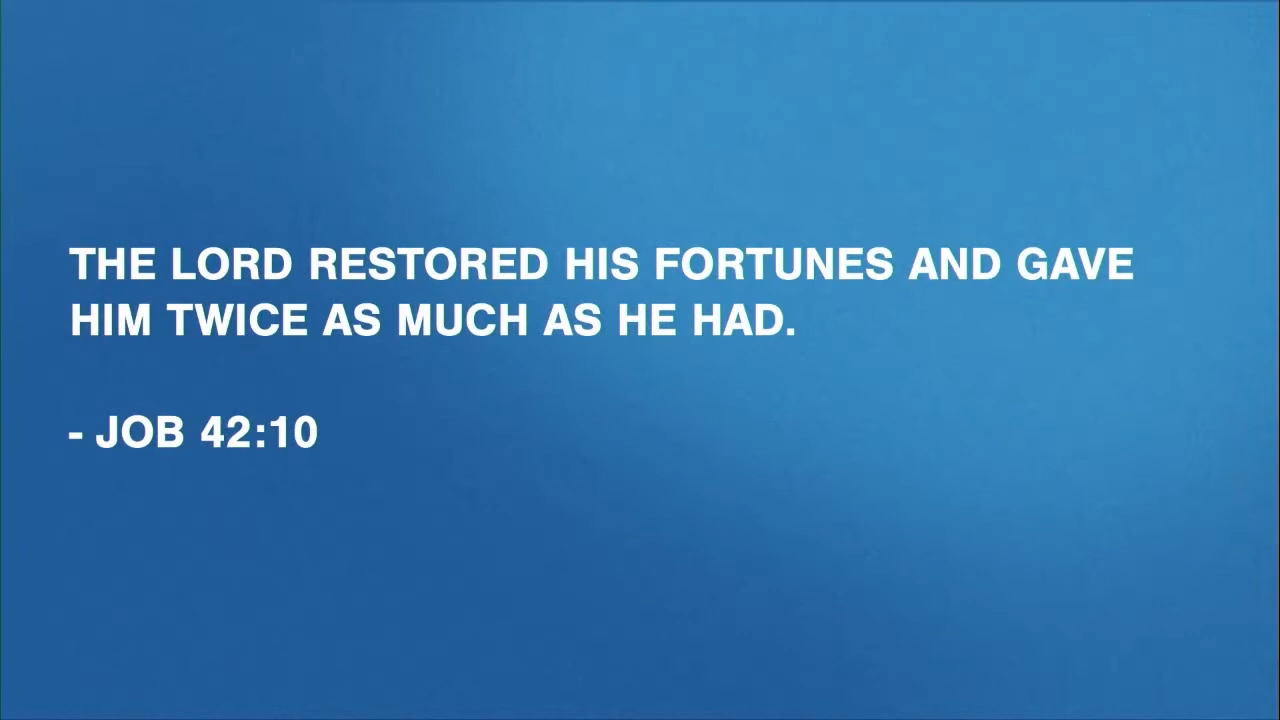 THE LORD RESTORED HIS FORTUNES AND GAVE
HIM TWICE AS MUCH AS HE HAD.
- JOB 42:10